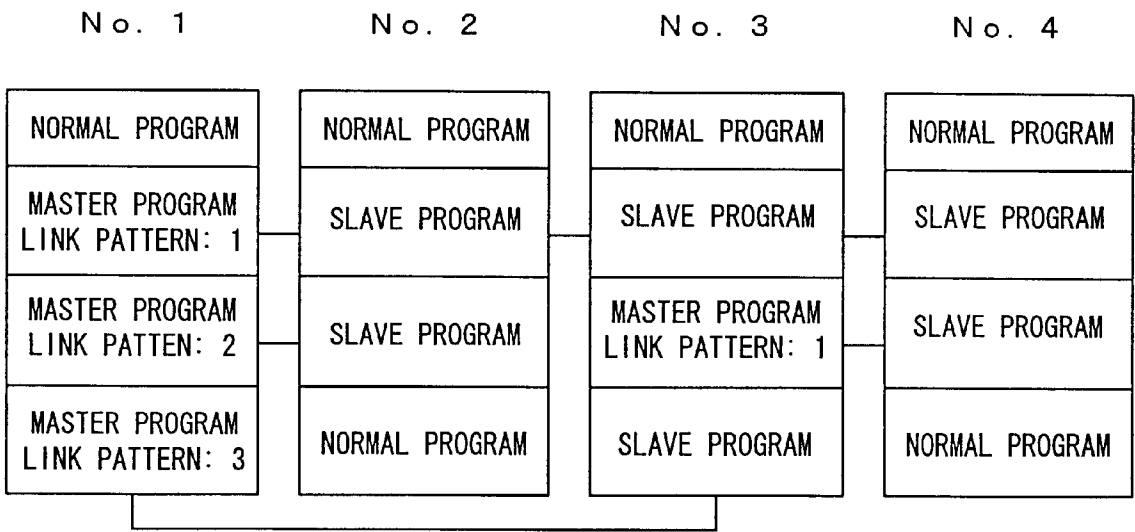 No. 1
No. 2
No. 3
No. 4
NORMAL PROGRAM
NORMAL PROGRAM
NORMAL PROGRAM
NORMAL PROGRAM
MASTER PROGRAM
LINK PATTERN: 1
SLAVE PROGRAM
SLAVE PROGRAM
SLAVE PROGRAM
MASTER PROGRAM
LINK PATTEN: 2
SLAVE PROGRAM
MASTER PROGRAM
LINK PATTERN: 1
SLAVE PROGRAM
MASTER PROGRAM
LINK PATTERN: 3
NORMAL PROGRAM
SLAVE PROGRAM
NORMAL PROGRAM